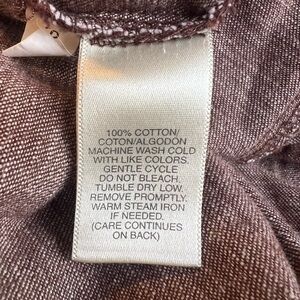 100% COTTON/
COTON/ALGODON
MACHINE WASH COLD
WITH LIKE COLORS.
GENTLE CYCLE
DO NOT BLEACH.
TUMBLE DRY LOW.
REMOVE PROMPTLY.
WARM STEAM IRON
IF NEEDED.
(CARE CONTINUES
ON BACK)